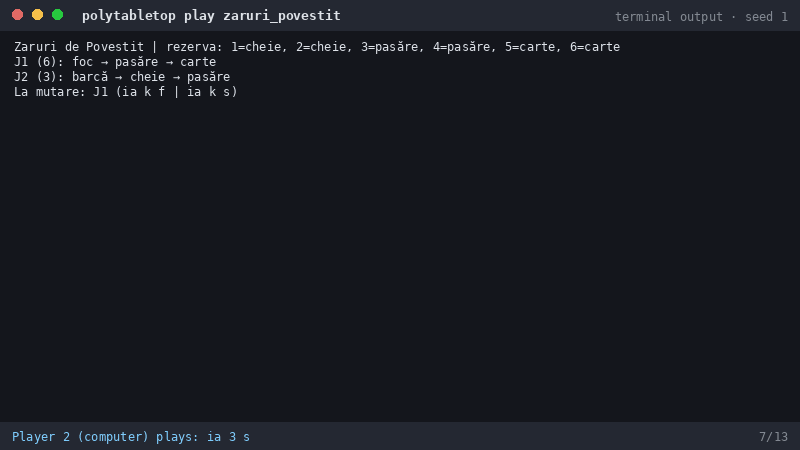 polytabletop play zaruri_povestit
terminal output · seed 1
Zaruri de Povestit | rezerva: 1=cheie, 2=cheie, 3=pasăre, 4=pasăre, 5=carte, 6=carte
J1 (6): foc → pasăre → carte
J2 (3): barcă → cheie → pasăre
La mutare: J1 (ia k f | ia k s)
Player 2 (computer) plays: ia 3 s
7/13